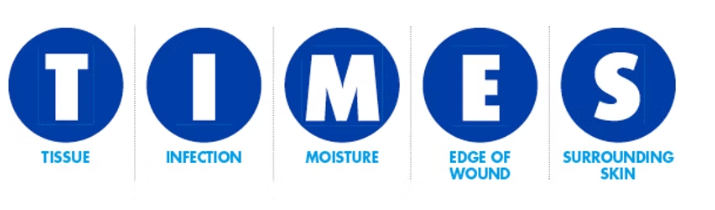 T I M E S
TISSUE INFECTION MOISTURE EDGE OF WOUND SURROUNDING SKIN